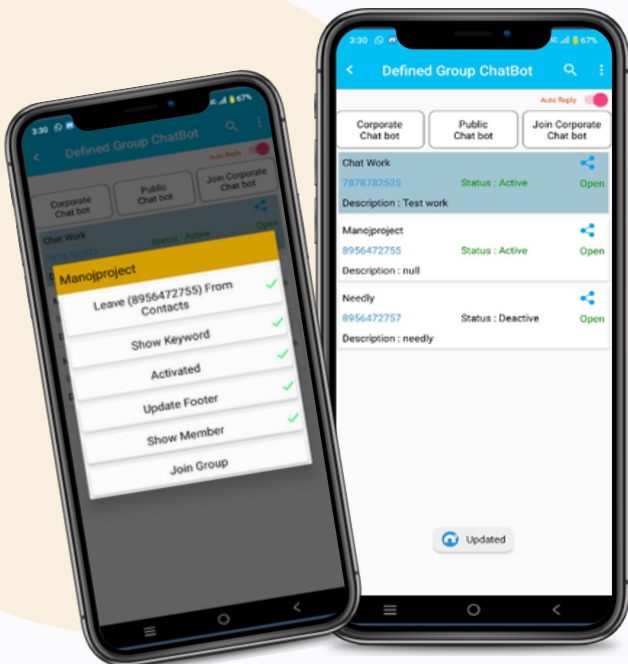 3:30
67%
Defined Group ChatBot
Auto Reply
Corporate
Chat bot
Public
Chat bot
Join Corporate
Chat bot
Chat Work
7878782525
Status : Active
Open
Manojproject
Leave (8956472755) From
Contacts
Show Keyword
Activated
Update Footer
Show Member
Join Group
3:30
67%
Defined Group ChatBot
Auto Reply
Corporate
Chat bot
Public
Chat bot
Join Corporate
Chat bot
Chat Work
7878782525
Status : Active
Open
Description : Test work
Manojproject
8956472755
Status : Active
Open
Description : null
Needly
8956472757
Status : Deactive
Open
Description : needly
Updated